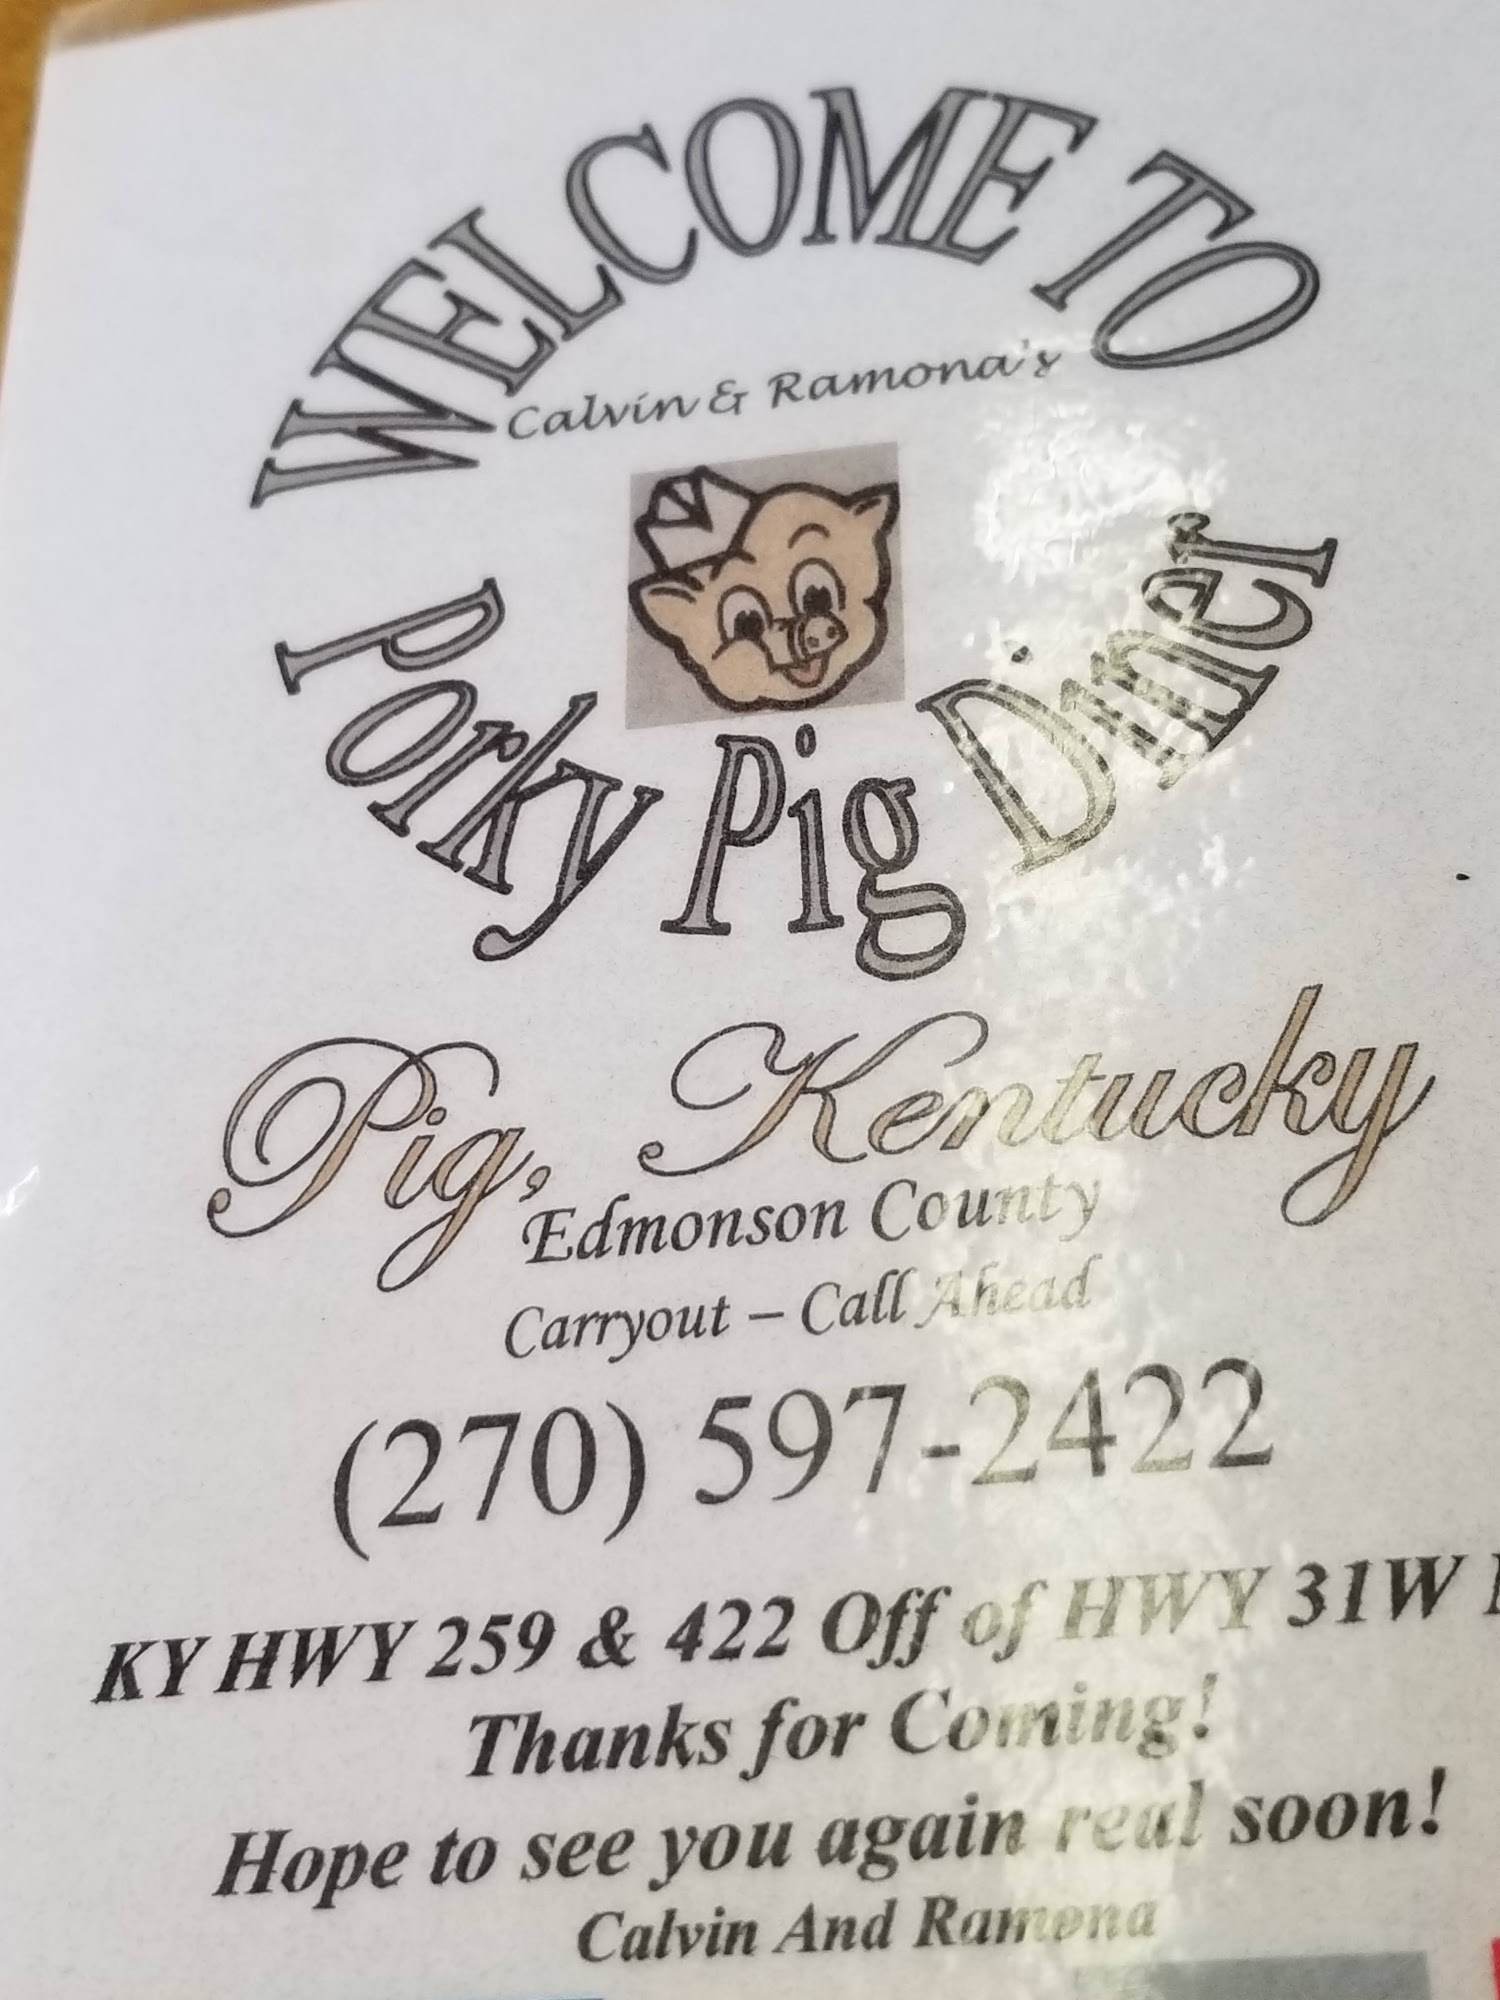 WELCOME TO
Calvin & Ramona's
Porky Pig Diner
Pig, Kentucky
Edmonson County
Carryout – Call Ahead
(270) 597-2422
KY HWY 259 & 422 Off of HWY 31W
Thanks for Coming!
Hope to see you again real soon!
Calvin And Ramona